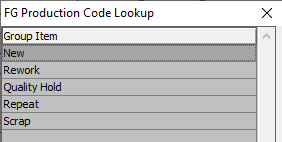 FG Production Code Lookup
Group Item
New
Rework
Quality Hold
Repeat
Scrap